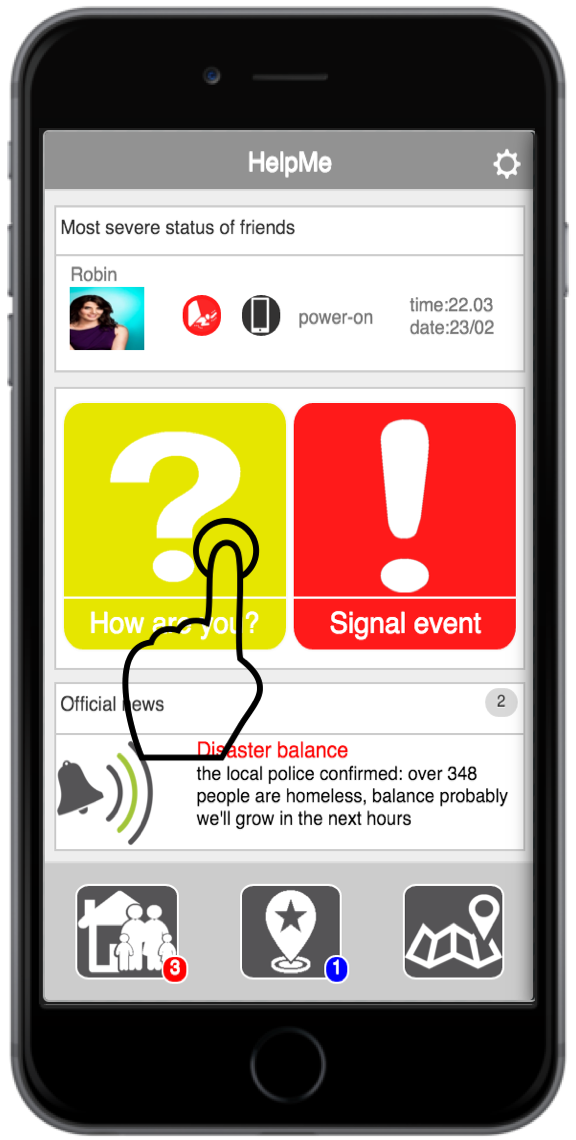 HelpMe
Most severe status of friends
Robin
power-on
time:22.03
date:23/02
?
!
How are you?
Signal event
Official news
2
Disaster balance
the local police confirmed: over 348
people are homeless, balance probably
we'll grow in the next hours
3
1